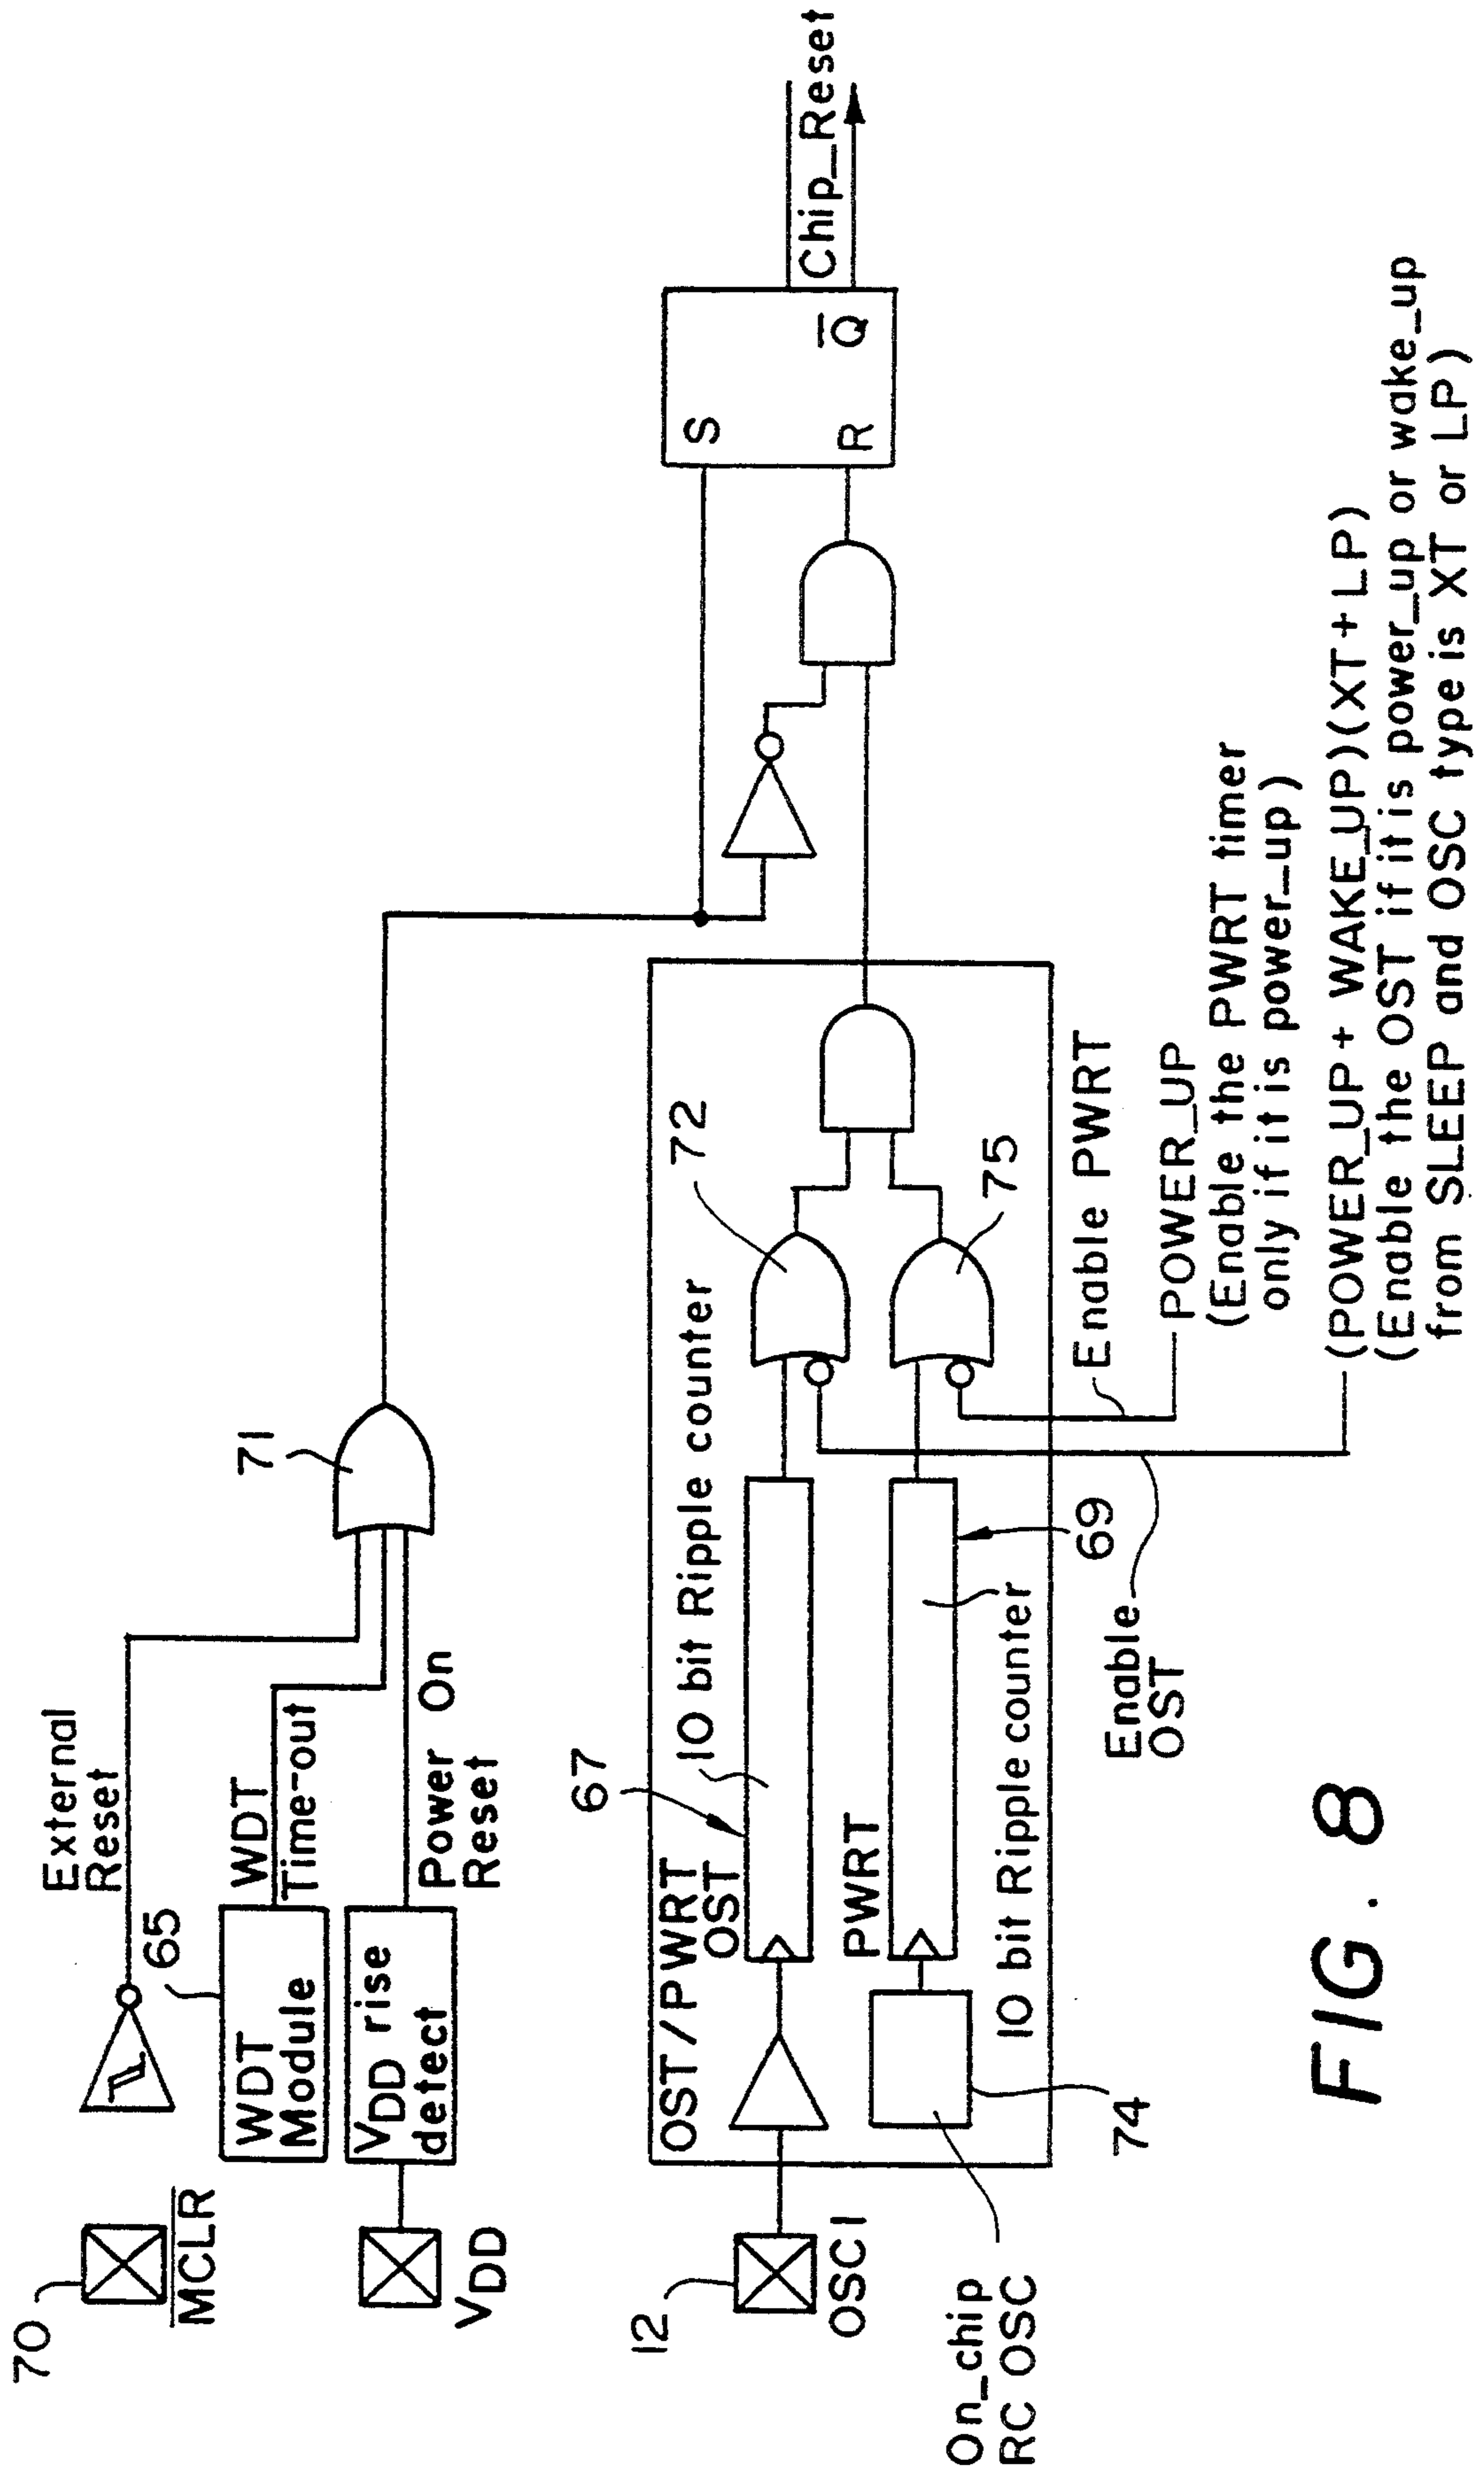 70
MCLR
External
Reset
65
WDT
Module
WDT
Time-out
VDD rise
detect
VDD
Power On
Reset
71
12
OSC1
OST/PWRT
OST
67
10 bit Ripple counter
72
PWRT
10 bit Ripple counter
69
75
74
On_chip
RC OSC
S
R
Q
Chip_Reset
Enable
OST
Enable PWRT
POWER_UP
(Enable the PWRT timer
only if it is power_up)
(POWER_UP + WAKE_UP)(XT+LP)
(Enable the OST if it is power_up or wake_up
from SLEEP and OSC type is XT or LP)
FIG. 8